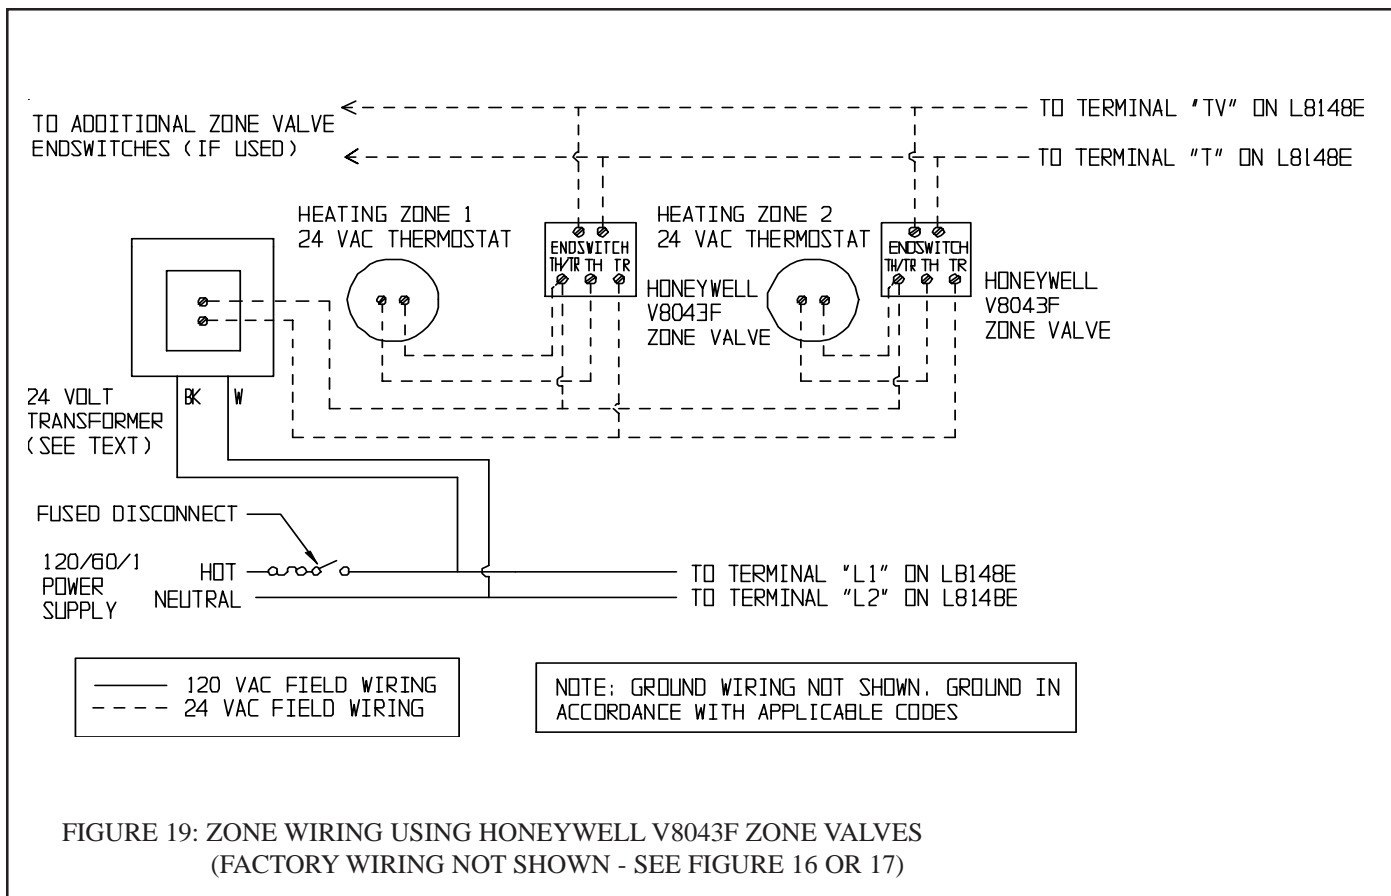 TO ADDITIONAL ZONE VALVE
ENDSWITCHES (IF USED)
TO TERMINAL "TV" ON L8148E
TO TERMINAL "T" ON L8148E
HEATING ZONE 1
24 VAC THERMOSTAT
ENDSWITCH
TH/TR TH TR
HONEYWELL
V8043F
ZONE VALVE
HEATING ZONE 2
24 VAC THERMOSTAT
ENDSWITCH
TH/TR TH TR
HONEYWELL
V8043F
ZONE VALVE
24 VOLT
TRANSFORMER
(SEE TEXT)
BK
W
FUSED DISCONNECT
120/60/1
POWER
SUPPLY
HOT
NEUTRAL
TO TERMINAL "L1" ON L8148E
TO TERMINAL "L2" ON L8148E
120 VAC FIELD WIRING
24 VAC FIELD WIRING
NOTE: GROUND WIRING NOT SHOWN. GROUND IN
ACCORDANCE WITH APPLICABLE CODES
FIGURE 19: ZONE WIRING USING HONEYWELL V8043F ZONE VALVES
(FACTORY WIRING NOT SHOWN - SEE FIGURE 16 OR 17)